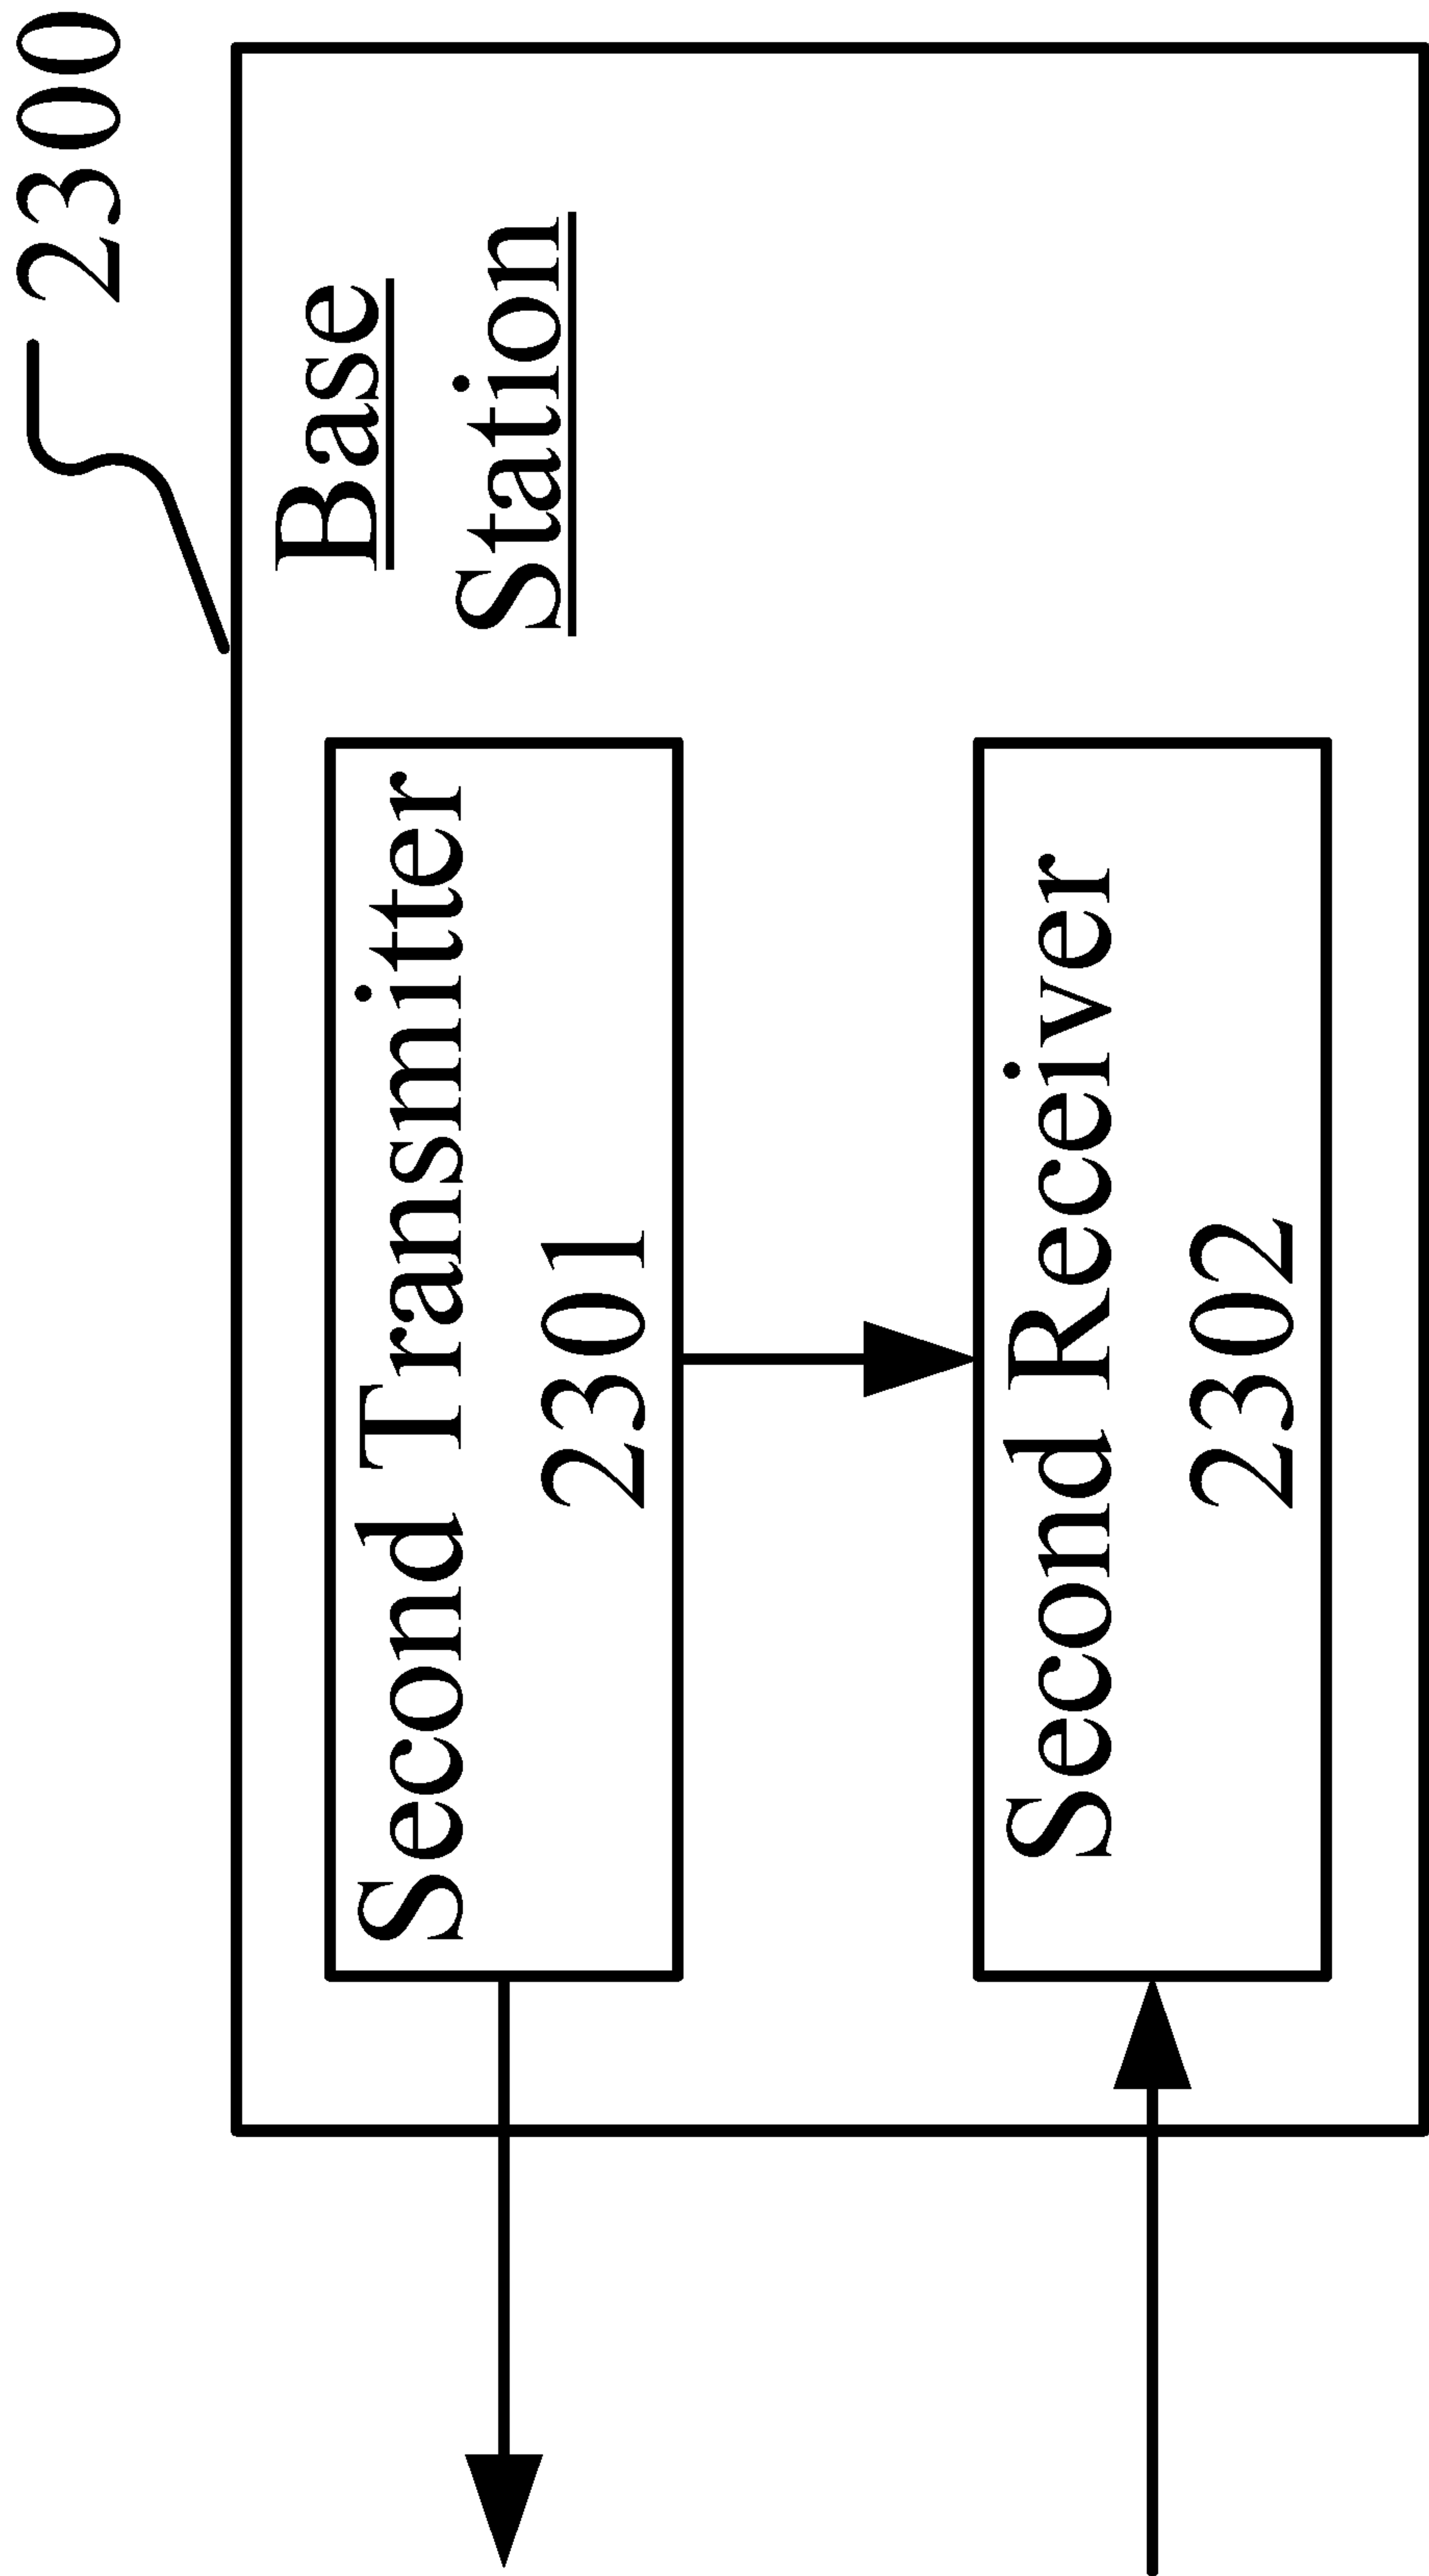 2300
Base
Station
Second Transmitter
2301
Second Receiver
2302